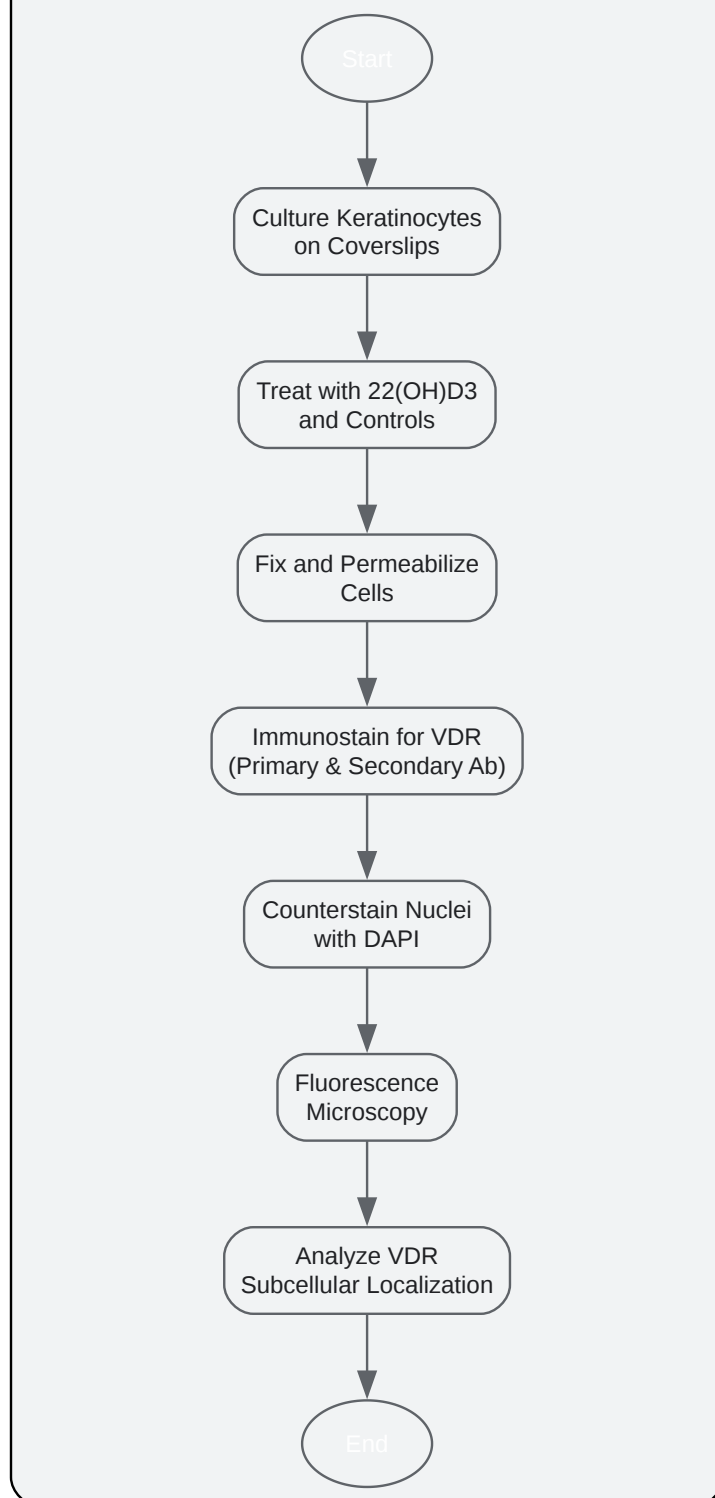 Start
Culture Keratinocytes
on Coverslips
Treat with 22(OH)D3
and Controls
Fix and Permeabilize
Cells
Immunostain for VDR
(Primary & Secondary Ab)
Counterstain Nuclei
with DAPI
Fluorescence
Microscopy
Analyze VDR
Subcellular Localization
End